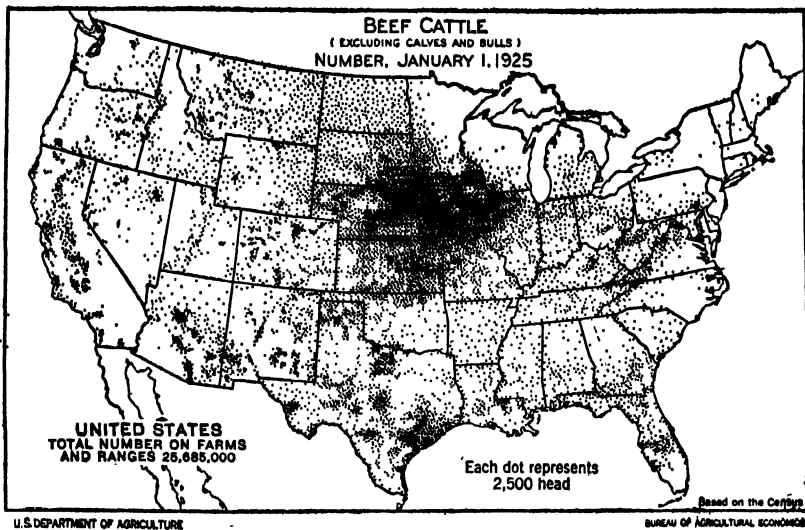 BEEF CATTLE
( EXCLUDING CALVES AND BULLS )
NUMBER, JANUARY 1, 1925
UNITED STATES
TOTAL NUMBER ON FARMS
AND RANGES 25,685,000
Each dot represents
2,500 head
Based on the Census
U.S. DEPARTMENT OF AGRICULTURE
BUREAU OF AGRICULTURAL ECONOMICS